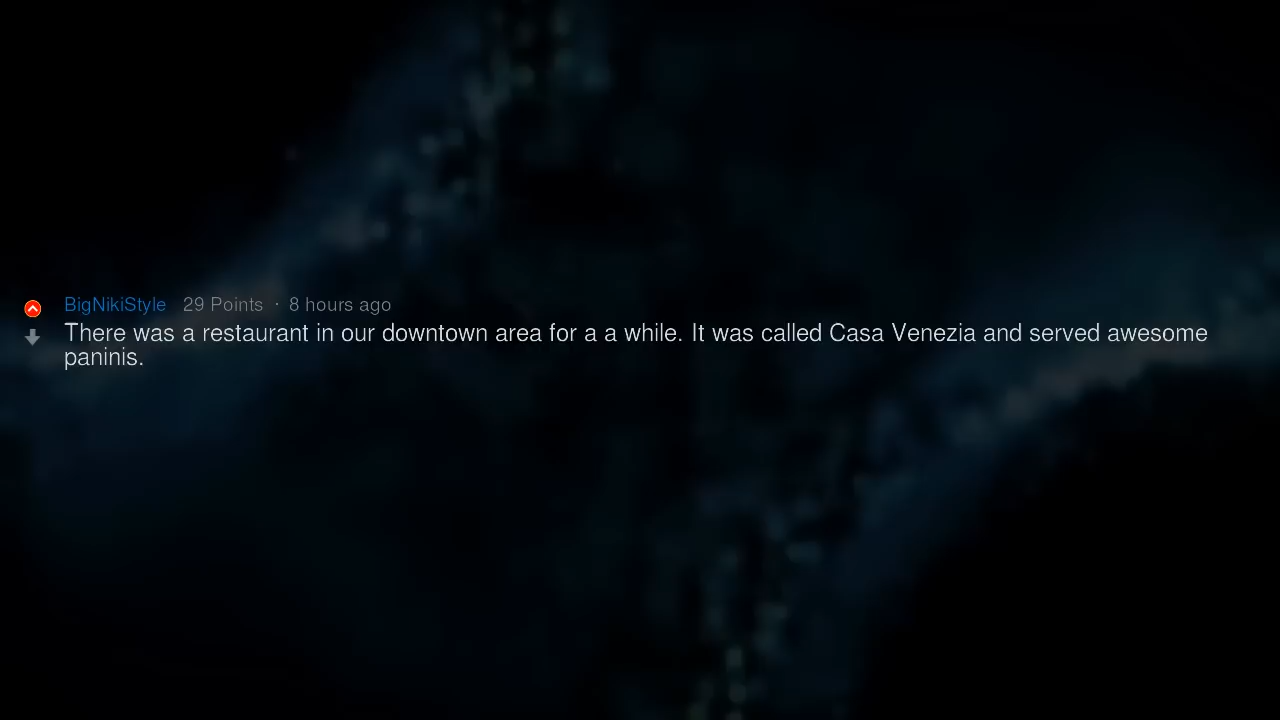 BigNikiStyle 29 Points · 8 hours ago
There was a restaurant in our downtown area for a a while. It was called Casa Venezia and served awesome
paninis.